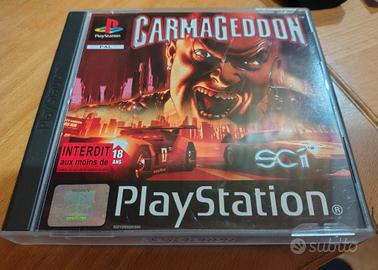 PlayStation
PAL
CARMAGEDDON
INTERDIT
aux moins de
18
ANS
SCi
PlayStation
subito